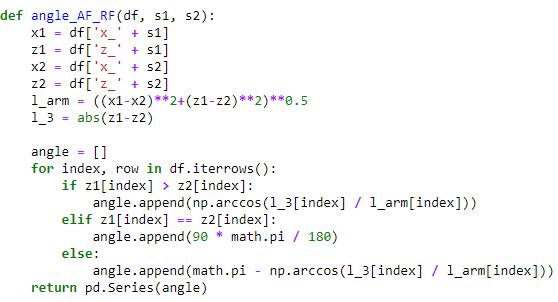 def angle_AF_RF(df, s1, s2):
    x1 = df['x_' + s1]
    z1 = df['z_' + s1]
    x2 = df['x_' + s2]
    z2 = df['z_' + s2]
    l_arm = ((x1-x2)**2+(z1-z2)**2)**0.5
    l_3 = abs(z1-z2)

    angle = []
    for index, row in df.iterrows():
        if z1[index] > z2[index]:
            angle.append(np.arccos(l_3[index] / l_arm[index]))
        elif z1[index] == z2[index]:
            angle.append(90 * math.pi / 180)
        else:
            angle.append(math.pi - np.arccos(l_3[index] / l_arm[index]))
    return pd.Series(angle)